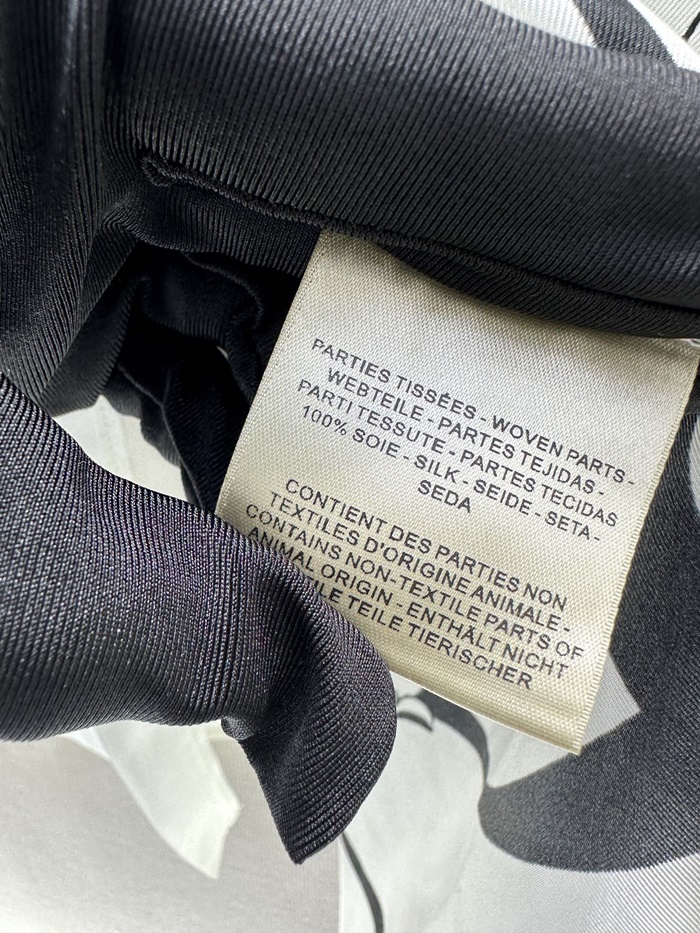 PARTIES TISSÉES - WOVEN PARTS -
WEBTEILE - PARTES TEJIDAS -
PARTI TESSUTE - PARTES TECIDAS
100% SOIE - SILK - SEIDE - SETA -
SEDA
CONTIENT DES PARTIES NON
TEXTILES D'ORIGINE ANIMALE -
CONTAINS NON-TEXTILE PARTS OF
ANIMAL ORIGIN - ENTHÄLT NICHT
TEILE TIERISCHER